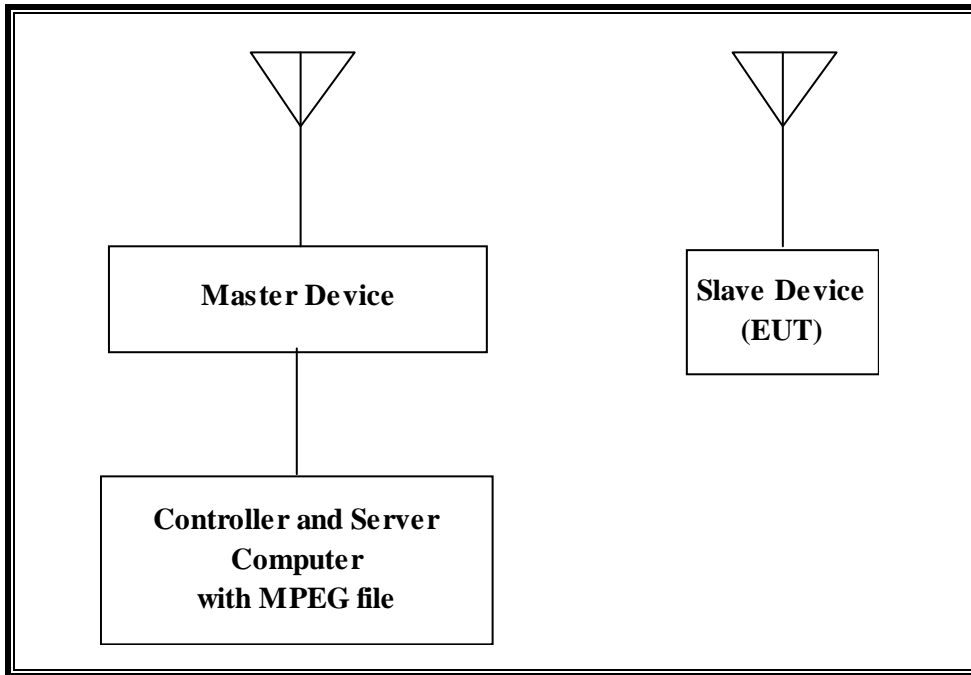 Master Device
Slave Device
(EUT)
Controller and Server
Computer
with MPEG file